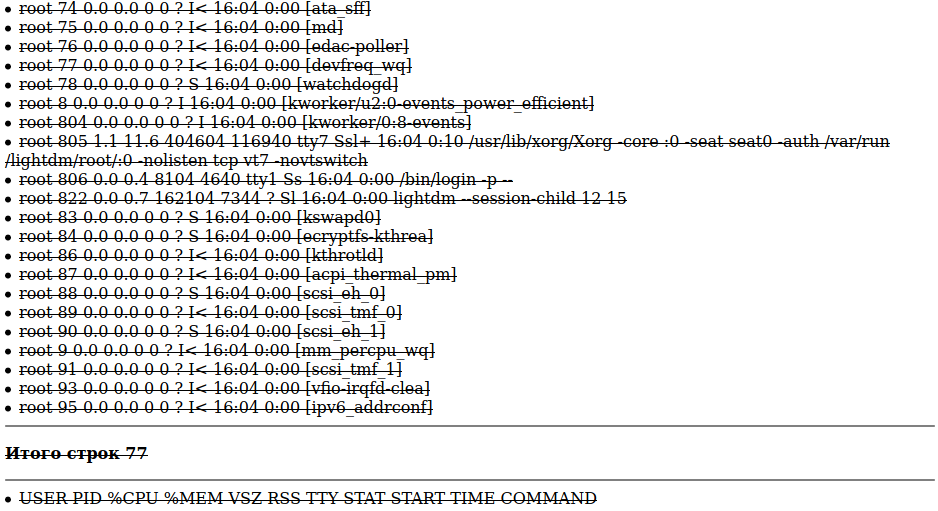 • root 74 0.0 0.0 0 0 ? I< 16:04 0:00 [ata_sff]
• root 75 0.0 0.0 0 0 ? I< 16:04 0:00 [md]
• root 76 0.0 0.0 0 0 ? I< 16:04 0:00 [edac-poller]
• root 77 0.0 0.0 0 0 ? I< 16:04 0:00 [devfreq_wq]
• root 78 0.0 0.0 0 0 ? S 16:04 0:00 [watchdogd]
• root 8 0.0 0.0 0 0 ? I 16:04 0:00 [kworker/u2:0-events_power_efficient]
• root 804 0.0 0.0 0 0 ? I 16:04 0:00 [kworker/0:8-events]
• root 805 1.1 11.6 404604 116940 tty7 Ssl+ 16:04 0:10 /usr/lib/xorg/Xorg -core :0 -seat seat0 -auth /var/run
/lightdm/root/:0 -nolisten tcp vt7 -novtswitch
• root 806 0.0 0.4 8104 4640 tty1 Ss 16:04 0:00 /bin/login -p --
• root 822 0.0 0.7 162104 7344 ? Sl 16:04 0:00 lightdm --session-child 12 15
• root 83 0.0 0.0 0 0 ? S 16:04 0:00 [kswapd0]
• root 84 0.0 0.0 0 0 ? S 16:04 0:00 [ecryptfs-kthrea]
• root 86 0.0 0.0 0 0 ? I< 16:04 0:00 [kthrotld]
• root 87 0.0 0.0 0 0 ? I< 16:04 0:00 [acpi_thermal_pm]
• root 88 0.0 0.0 0 0 ? S 16:04 0:00 [scsi_eh_0]
• root 89 0.0 0.0 0 0 ? I< 16:04 0:00 [scsi_tmf_0]
• root 90 0.0 0.0 0 0 ? S 16:04 0:00 [scsi_eh_1]
• root 9 0.0 0.0 0 0 ? I< 16:04 0:00 [mm_percpu_wq]
• root 91 0.0 0.0 0 0 ? I< 16:04 0:00 [scsi_tmf_1]
• root 93 0.0 0.0 0 0 ? I< 16:04 0:00 [vfio-irqfd-clea]
• root 95 0.0 0.0 0 0 ? I< 16:04 0:00 [ipv6_addrconf]
Итого строк 77
• USER PID %CPU %MEM VSZ RSS TTY STAT START TIME COMMAND